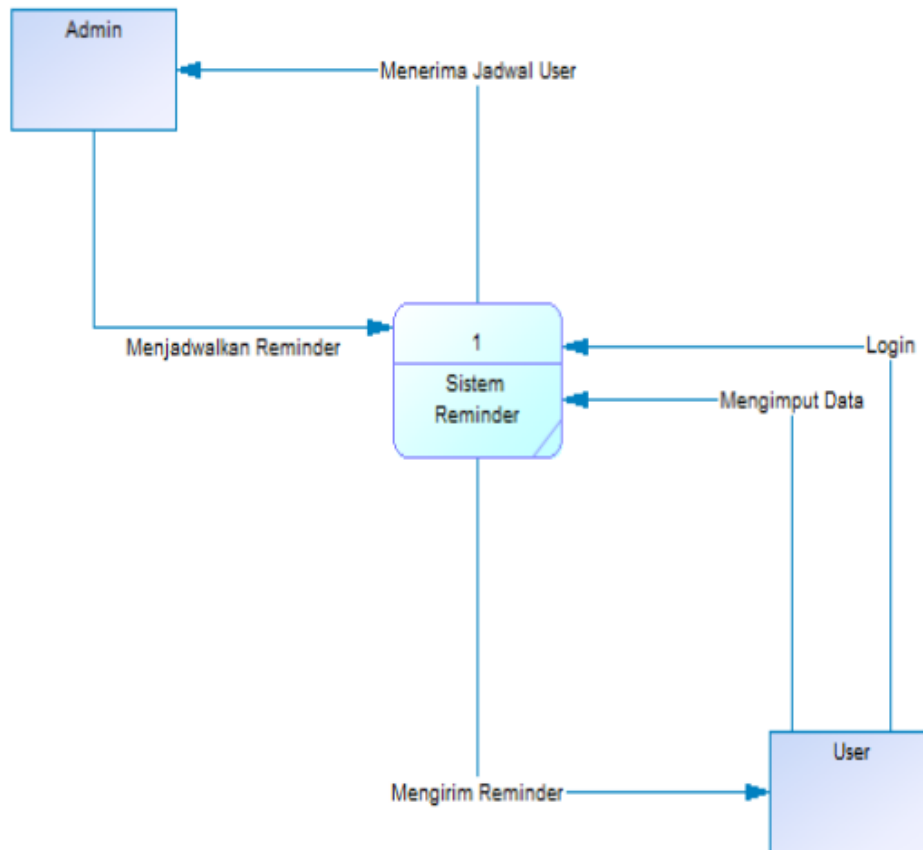 Admin
Menerima Jadwal User
Menjadwalkan Reminder
1
Sistem
Reminder
Login
Mengimput Data
User
Mengirim Reminder